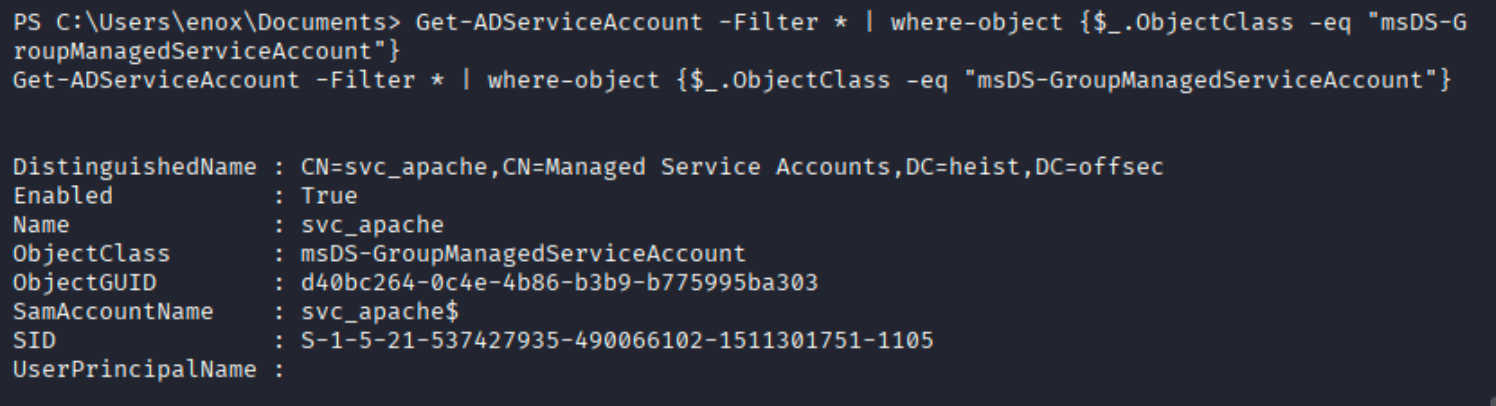 PS C:\Users\enox\Documents> Get-ADServiceAccount -Filter * | where-object {$_.ObjectClass -eq "msDS-G
roupManagedServiceAccount"}
Get-ADServiceAccount -Filter * | where-object {$_.ObjectClass -eq "msDS-GroupManagedServiceAccount"}
DistinguishedName : CN=svc_apache,CN=Managed Service Accounts,DC=heist,DC=offsec
Enabled           : True
Name              : svc_apache
ObjectClass       : msDS-GroupManagedServiceAccount
ObjectGUID        : d40bc264-0c4e-4b86-b3b9-b775995ba303
SamAccountName    : svc_apache$
SID               : S-1-5-21-537427935-490066102-1511301751-1105
UserPrincipalName :